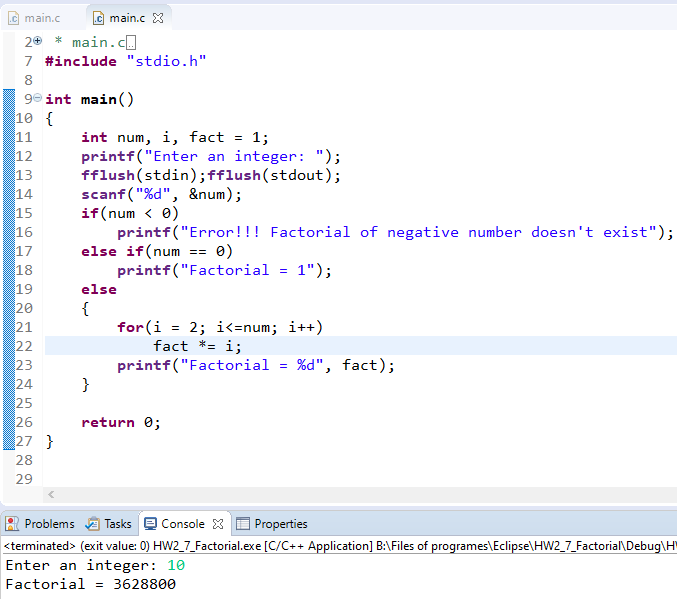 main.c main.c
2 * main.c
7 #include "stdio.h"
8
9 int main()
10 {
11 int num, i, fact = 1;
12 printf("Enter an integer: ");
13 fflush(stdin);fflush(stdout);
14 scanf("%d", &num);
15 if(num < 0)
16 printf("Error!!! Factorial of negative number doesn't exist");
17 else if(num == 0)
18 printf("Factorial = 1");
19 else
20 {
21 for(i = 2; i<=num; i++)
22 fact *= i;
23 printf("Factorial = %d", fact);
24 }
25
26 return 0;
27 }
28
29
Problems Tasks Console Properties
<terminated> (exit value: 0) HW2_7_Factorial.exe [C/C++ Application] B:\Files of programes\Eclipse\HW2_7_Factorial\Debug\H
Enter an integer: 10
Factorial = 3628800